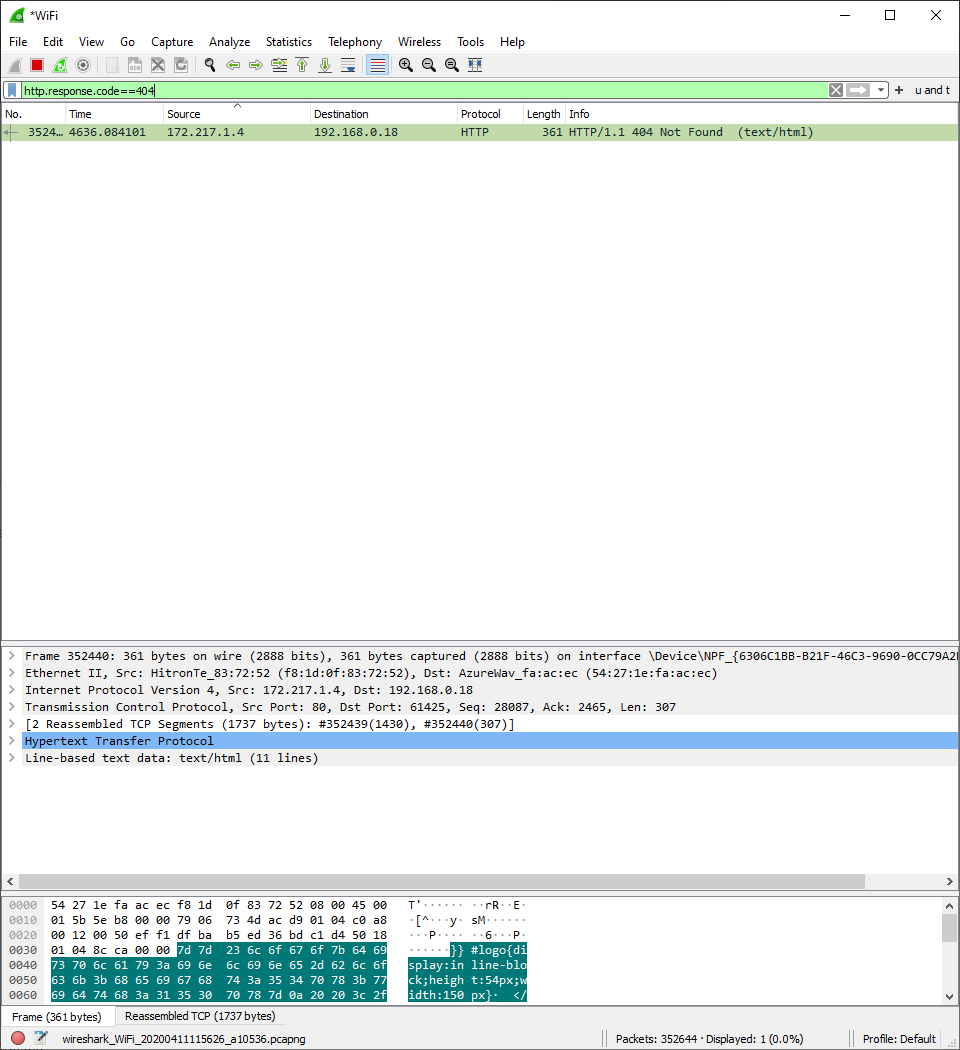 *WiFi
File Edit View Go Capture Analyze Statistics Telephony Wireless Tools Help
http.response.code==404 + u and t
No. Time Source Destination Protocol Length Info
3524… 4636.084101 172.217.1.4 192.168.0.18 HTTP 361 HTTP/1.1 404 Not Found (text/html)
Frame 352440: 361 bytes on wire (2888 bits), 361 bytes captured (2888 bits) on interface \Device\NPF_{6306C1BB-B21F-46C3-9690-0CC79A2
Ethernet II, Src: HitronTe_83:72:52 (f8:1d:0f:83:72:52), Dst: AzureWav_fa:ac:ec (54:27:1e:fa:ac:ec)
Internet Protocol Version 4, Src: 172.217.1.4, Dst: 192.168.0.18
Transmission Control Protocol, Src Port: 80, Dst Port: 61425, Seq: 28087, Ack: 2465, Len: 307
[2 Reassembled TCP Segments (1737 bytes): #352439(1430), #352440(307)]
Hypertext Transfer Protocol
Line-based text data: text/html (11 lines)
0000 54 27 1e fa ac ec f8 1d 0f 83 72 52 08 00 45 00 T'······ ··rR··E·
0010 01 5b 5e b8 00 00 79 06 73 4d ac d9 01 04 c0 a8 ·[^···y· sM······
0020 00 12 00 50 ef f1 df ba b5 ed 36 bd c1 d4 50 18 ···P···· ··6···P·
0030 01 04 8c ca 00 00 7d 7d 23 6c 6f 67 6f 7b 64 69 ······}} #logo{di
0040 73 70 6c 61 79 3a 69 6e 6c 69 6e 65 2d 62 6c 6f splay:in line-blo
0050 63 6b 3b 68 65 69 67 68 74 3a 35 34 70 78 3b 77 ck;heigh t:54px;w
0060 69 64 74 68 3a 31 35 30 70 78 7d 0a 20 20 3c 2f idth:150 px}· </
Frame (361 bytes) Reassembled TCP (1737 bytes)
wireshark_WiFi_20200411115626_a10536.pcapng Packets: 352644 · Displayed: 1 (0.0%) Profile: Default